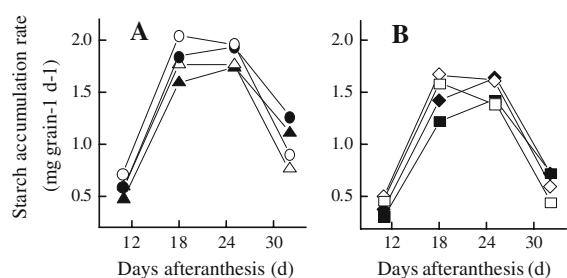 A
B
Starch accumulation rate
(mg grain-1 d-1)
2.0
1.5
1.0
0.5
2.0
1.5
1.0
0.5
12 18 24 30
12 18 24 30
Days afteranthesis (d)
Days afteranthesis (d)